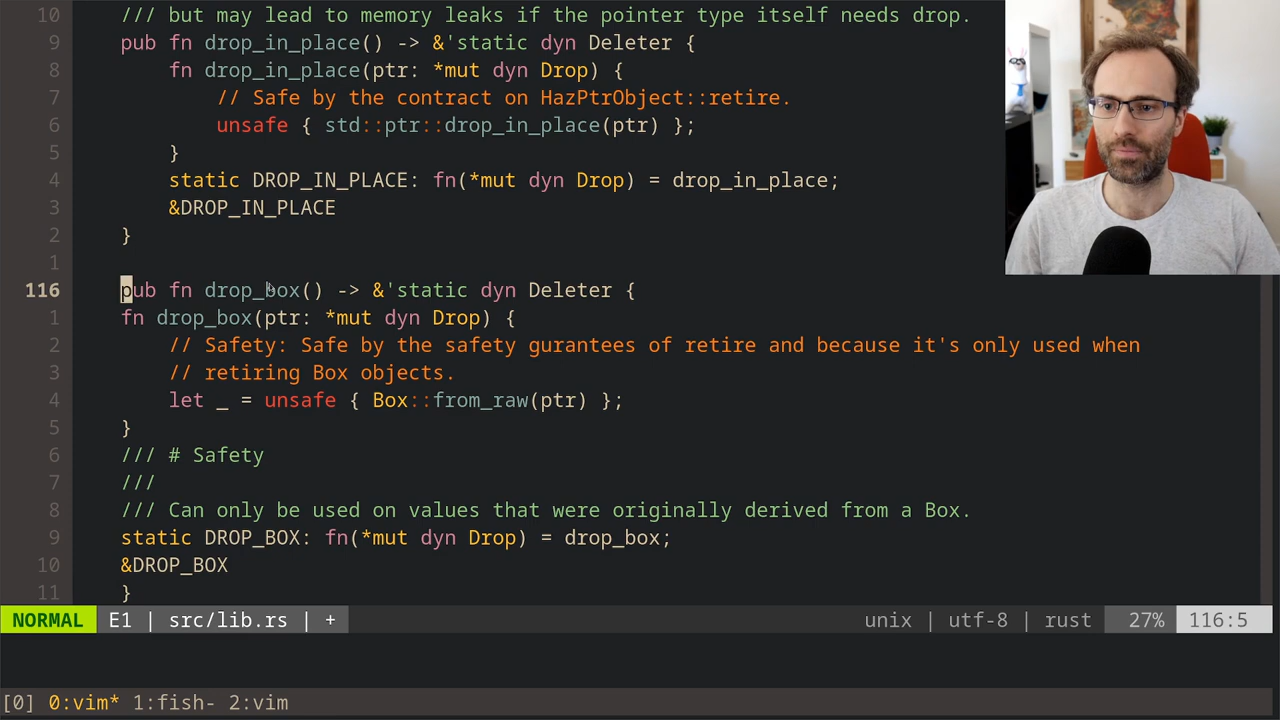 10 /// but may lead to memory leaks if the pointer type itself needs drop.
9 pub fn drop_in_place() -> &'static dyn Deleter {
8 fn drop_in_place(ptr: *mut dyn Drop) {
7 // Safe by the contract on HazPtrObject::retire.
6 unsafe { std::ptr::drop_in_place(ptr) };
5 }
4 static DROP_IN_PLACE: fn(*mut dyn Drop) = drop_in_place;
3 &DROP_IN_PLACE
2 }
1
116 pub fn drop_box() -> &'static dyn Deleter {
1 fn drop_box(ptr: *mut dyn Drop) {
2 // Safety: Safe by the safety gurantees of retire and because it's only used when
3 // retiring Box objects.
4 let _ = unsafe { Box::from_raw(ptr) };
5 }
6 /// # Safety
7 ///
8 /// Can only be used on values that were originally derived from a Box.
9 static DROP_BOX: fn(*mut dyn Drop) = drop_box;
10 &DROP_BOX
11 }
NORMAL E1 | src/lib.rs | + unix | utf-8 | rust 27% 116:5
[0] 0:vim* 1:fish- 2:vim